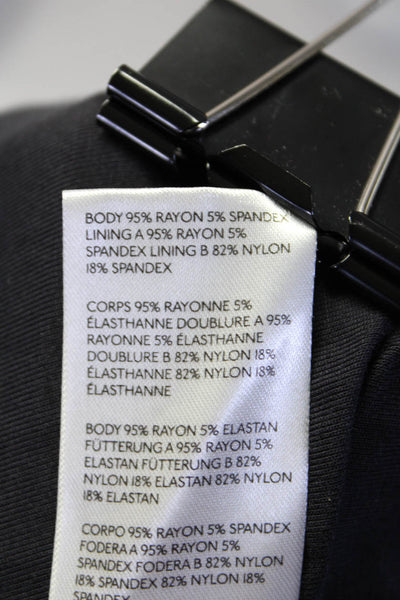 BODY 95% RAYON 5% SPANDEX
LINING A 95% RAYON 5%
SPANDEX LINING B 82% NYLON
18% SPANDEX
CORPS 95% RAYONNE 5%
ÉLASTHANNE DOUBLURE A 95%
RAYONNE 5% ÉLASTHANNE
DOUBLURE B 82% NYLON 18%
ÉLASTHANNE 82% NYLON 18%
ÉLASTHANNE
BODY 95% RAYON 5% ELASTAN
FÜTTERUNG A 95% RAYON 5%
ELASTAN FÜTTERUNG B 82%
NYLON 18% ELASTAN 82% NYLON
18% ELASTAN
CORPO 95% RAYON 5% SPANDEX
FODERA A 95% RAYON 5%
SPANDEX FODERA B 82% NYLON
18% SPANDEX 82% NYLON 18%
SPANDEX